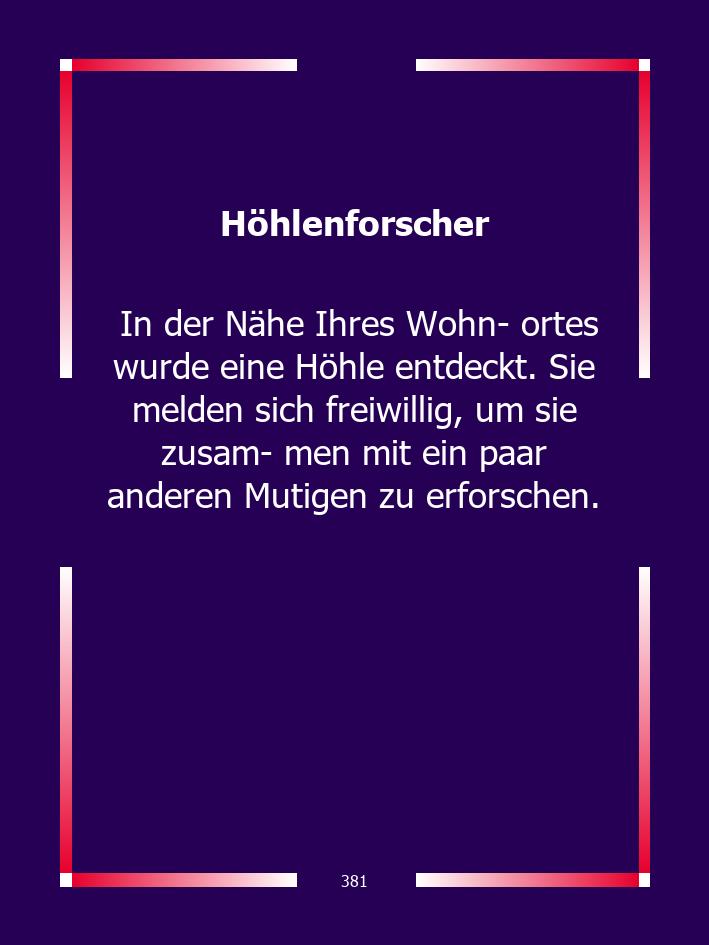 Höhlenforscher
In der Nähe Ihres Wohn- ortes
wurde eine Höhle entdeckt. Sie
melden sich freiwillig, um sie
zusam- men mit ein paar
anderen Mutigen zu erforschen.
381